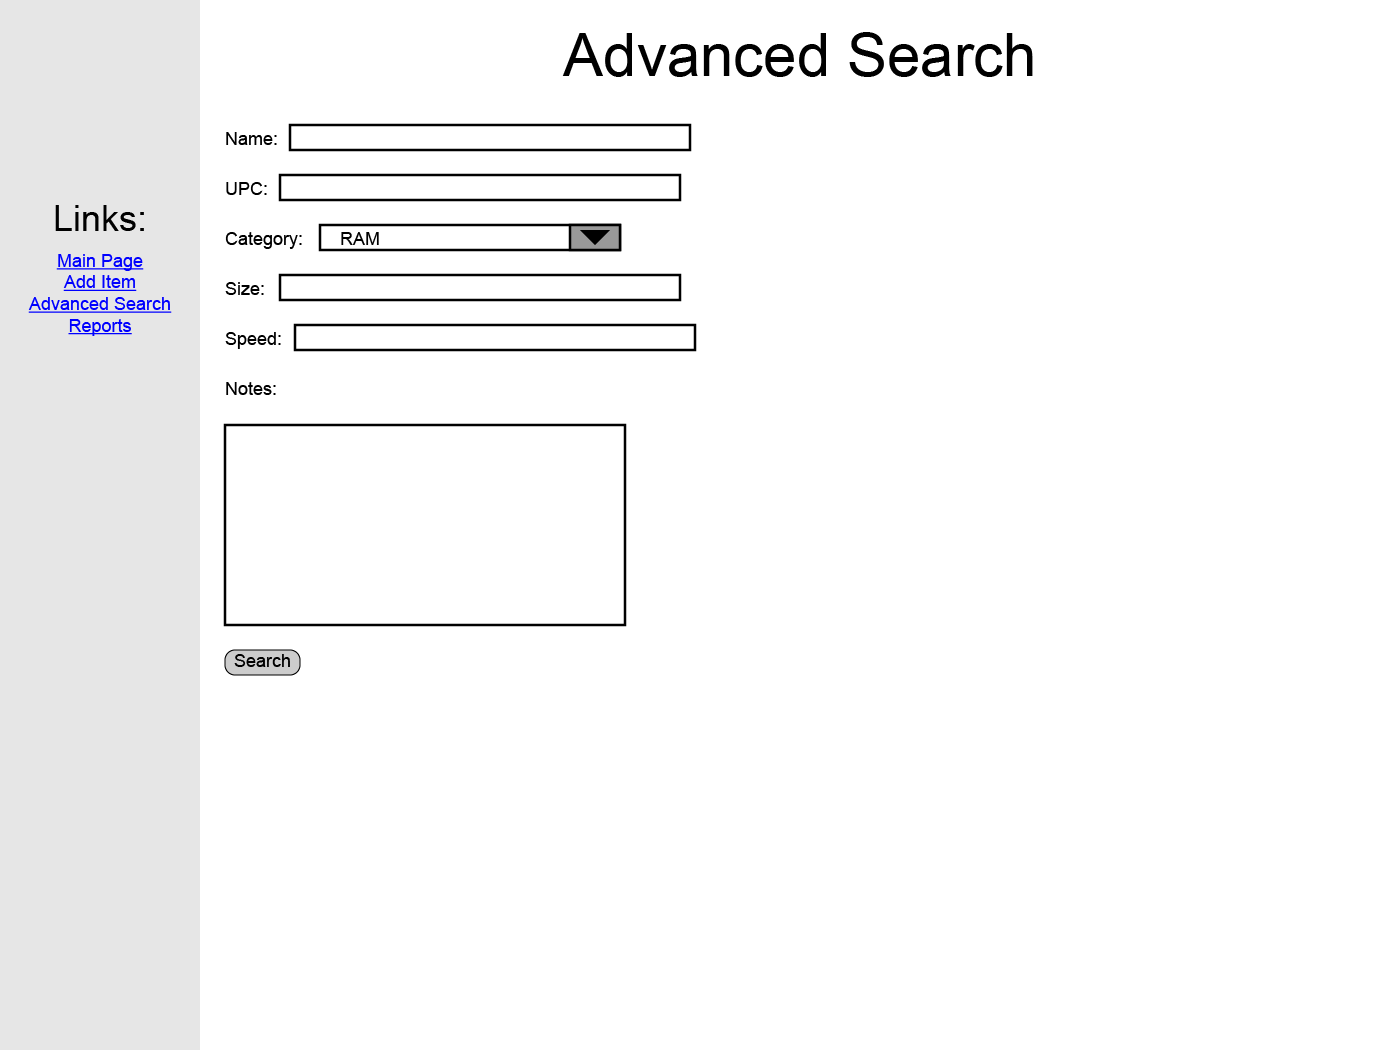 Advanced Search
Name:
UPC:
Category: RAM
Size:
Speed:
Notes:
Search
Links:
Main Page
Add Item
Advanced Search
Reports